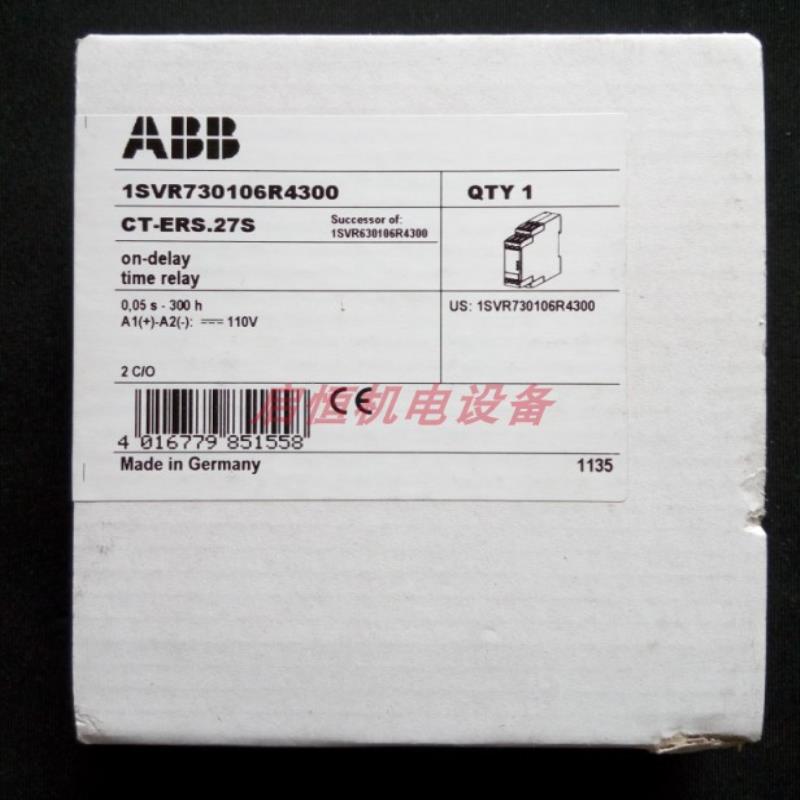 ABB
1SVR730106R4300 QTY 1
CT-ERS.27S Successor of:
1SVR630106R4300
on-delay
time relay
0,05 s - 300 h US: 1SVR730106R4300
A1(+)-A2(-): 110V
2 C/O
启恒机电设备 CE
4 016779 851558
Made in Germany 1135